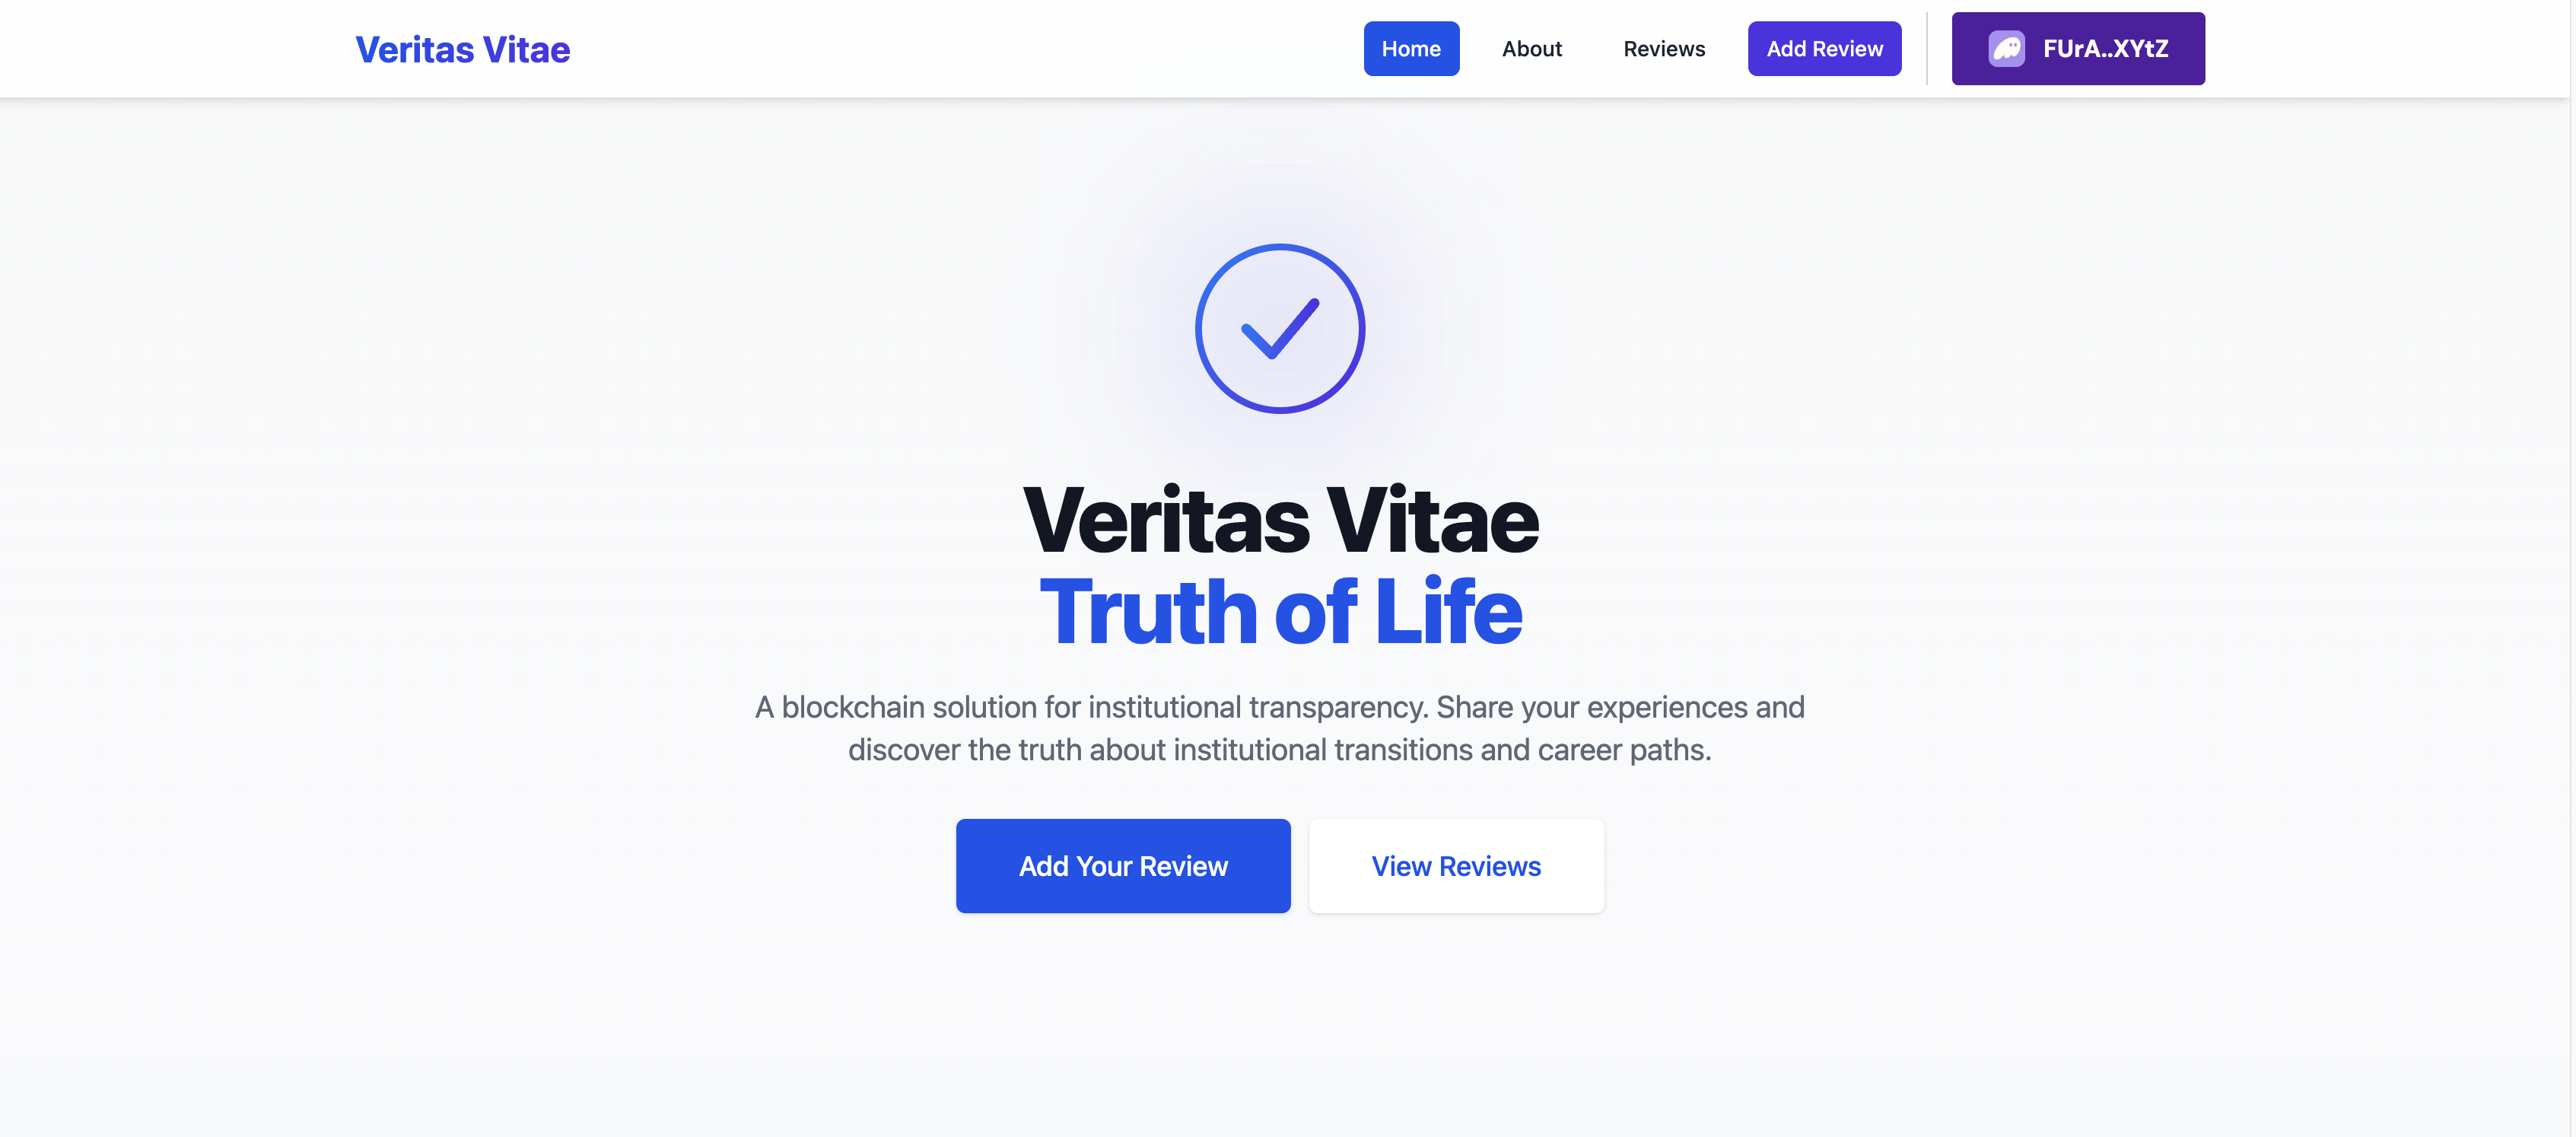 Veritas Vitae
Home
About
Reviews
Add Review
FUrA..XYtZ
Veritas Vitae
Truth of Life
A blockchain solution for institutional transparency. Share your experiences and
discover the truth about institutional transitions and career paths.
Add Your Review
View Reviews